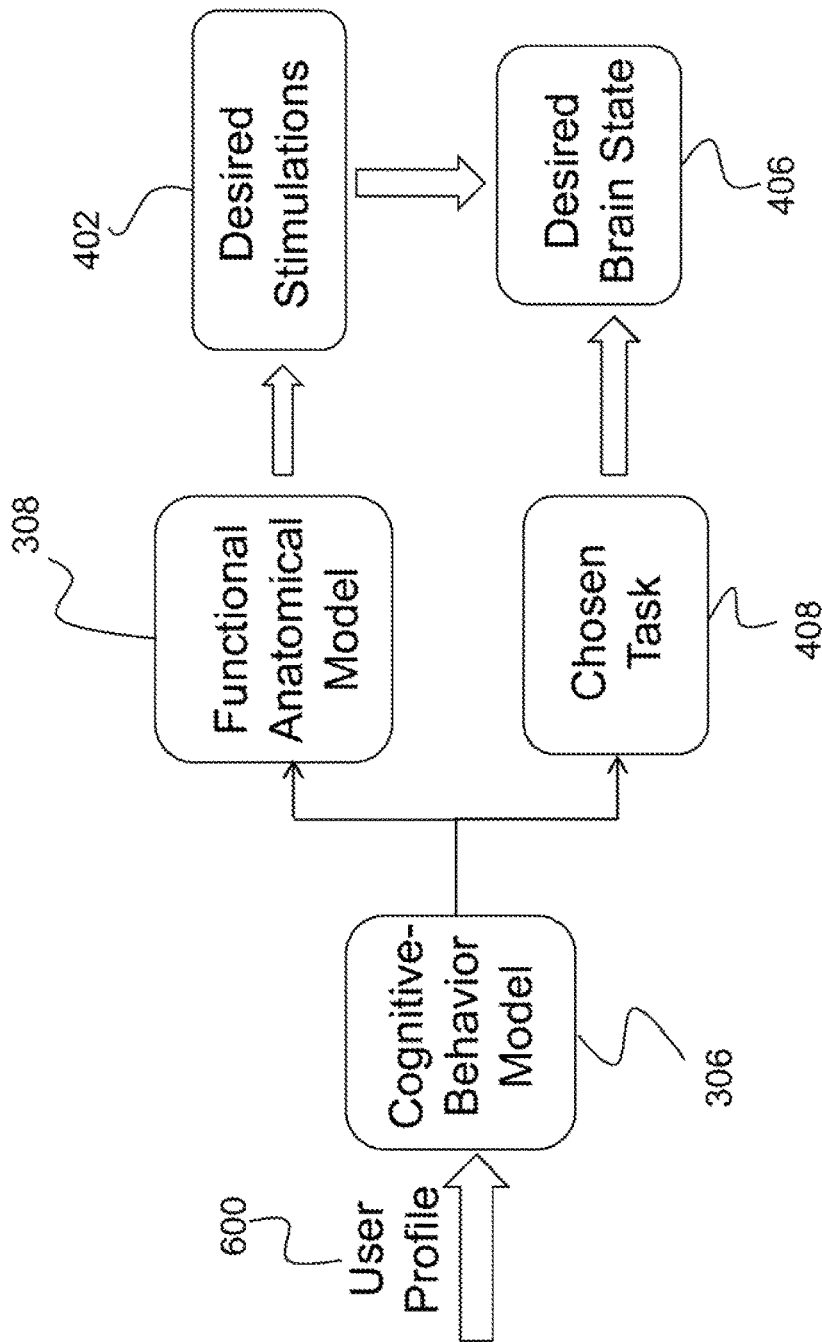 600
User
Profile
Cognitive-
Behavior
Model
306
308
Functional
Anatomical
Model
402
Desired
Stimulations
Chosen
Task
408
Desired
Brain State
406